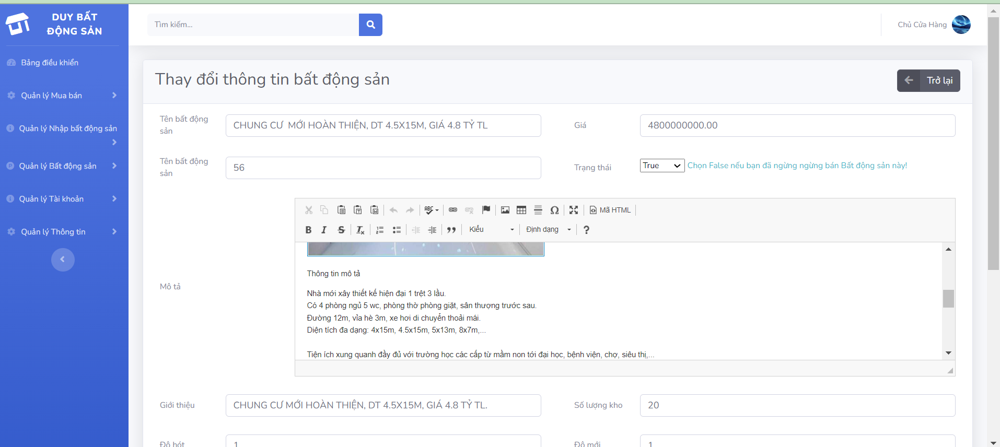 DUY BẤT
ĐỘNG SẢN
Bảng điều khiển
Quản lý Mua bán
Quản lý Nhập bất động sản
Quản lý Bất động sản
Quản lý Tài khoản
Quản lý Thông tin
Tìm kiếm...
Chủ Cửa Hàng
Thay đổi thông tin bất động sản
Trở lại
Tên bất động
sản
CHUNG CƯ  MỚI HOÀN THIỆN, DT 4.5X15M, GIÁ 4.8 TỶ TL
Giá
4800000000.00
Tên bất động
sản
56
Trạng thái
True
Chọn False nếu bạn đã ngừng ngừng bán Bất động sản này!
Mô tả
Mã HTML
Kiểu
Định dạng
Thông tin mô tả
Nhà mới xây thiết kế hiện đại 1 trệt 3 lầu.
Có 4 phòng ngủ 5 wc, phòng thờ phòng giặt, sân thượng trước sau.
Đường 12m, vỉa hè 3m, xe hơi di chuyển thoải mái.
Diện tích đa dạng: 4x15m, 4.5x15m, 5x13m, 8x7m,...
Tiện ích xung quanh đầy đủ với trường học các cấp từ mầm non tới đại học, bệnh viện, chợ, siêu thị,...
Giới thiệu
CHUNG CƯ MỚI HOÀN THIỆN, DT 4.5X15M, GIÁ 4.8 TỶ TL.
Số lượng kho
20
Độ hót
1
Độ mới
1